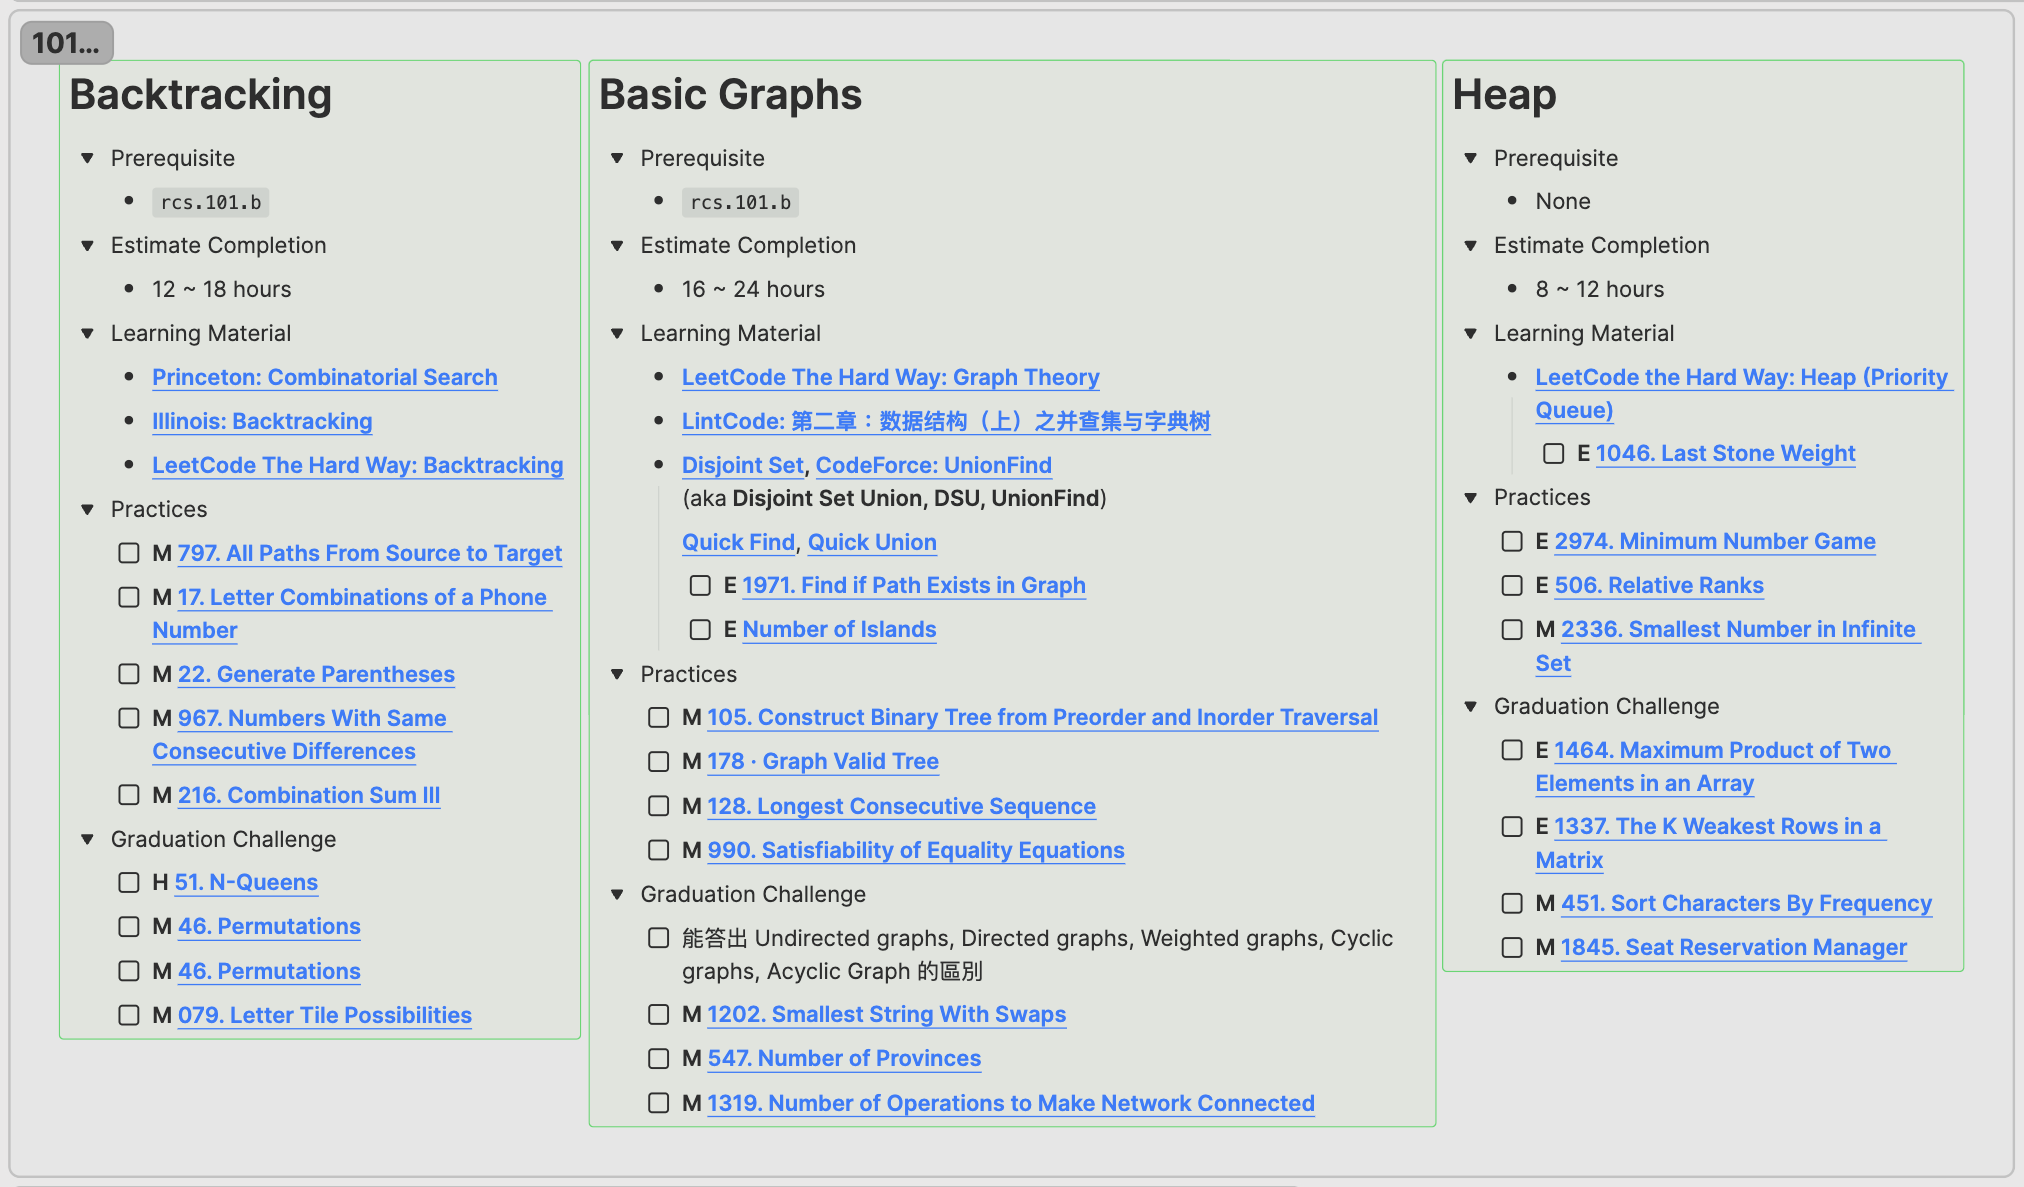 101...
Backtracking
Prerequisite
rcs.101.b
Estimate Completion
12 ~ 18 hours
Learning Material
Princeton: Combinatorial Search
Illinois: Backtracking
LeetCode The Hard Way: Backtracking
Practices
M 797. All Paths From Source to Target
M 17. Letter Combinations of a Phone
Number
M 22. Generate Parentheses
M 967. Numbers With Same
Consecutive Differences
M 216. Combination Sum III
Graduation Challenge
H 51. N-Queens
M 46. Permutations
M 46. Permutations
M 079. Letter Tile Possibilities
Basic Graphs
Prerequisite
rcs.101.b
Estimate Completion
16 ~ 24 hours
Learning Material
LeetCode The Hard Way: Graph Theory
LintCode: 第二章：数据结构（上）之并查集与字典树
Disjoint Set, CodeForce: UnionFind
(aka Disjoint Set Union, DSU, UnionFind)
Quick Find, Quick Union
E 1971. Find if Path Exists in Graph
E Number of Islands
Practices
M 105. Construct Binary Tree from Preorder and Inorder Traversal
M 178 · Graph Valid Tree
M 128. Longest Consecutive Sequence
M 990. Satisfiability of Equality Equations
Graduation Challenge
能答出 Undirected graphs, Directed graphs, Weighted graphs, Cyclic
graphs, Acyclic Graph 的區別
M 1202. Smallest String With Swaps
M 547. Number of Provinces
M 1319. Number of Operations to Make Network Connected
Heap
Prerequisite
None
Estimate Completion
8 ~ 12 hours
Learning Material
LeetCode the Hard Way: Heap (Priority
Queue)
E 1046. Last Stone Weight
Practices
E 2974. Minimum Number Game
E 506. Relative Ranks
M 2336. Smallest Number in Infinite
Set
Graduation Challenge
E 1464. Maximum Product of Two
Elements in an Array
E 1337. The K Weakest Rows in a
Matrix
M 451. Sort Characters By Frequency
M 1845. Seat Reservation Manager